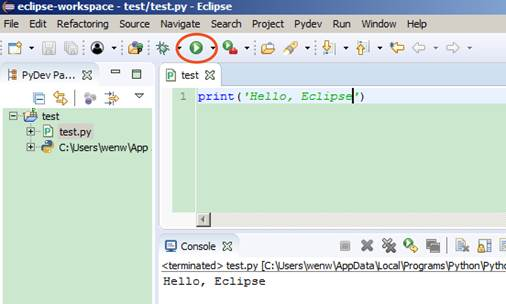 eclipse-workspace - test/test.py - Eclipse
File Edit Refactoring Source Navigate Search Project Pydev Run Window Help
PyDev Pa...
test
test.py
C:\Users\wenw\App
test
1 print('Hello, Eclipse')
Console
<terminated> test.py [C:\Users\wenw\AppData\Local\Programs\Python\Pytho
Hello, Eclipse